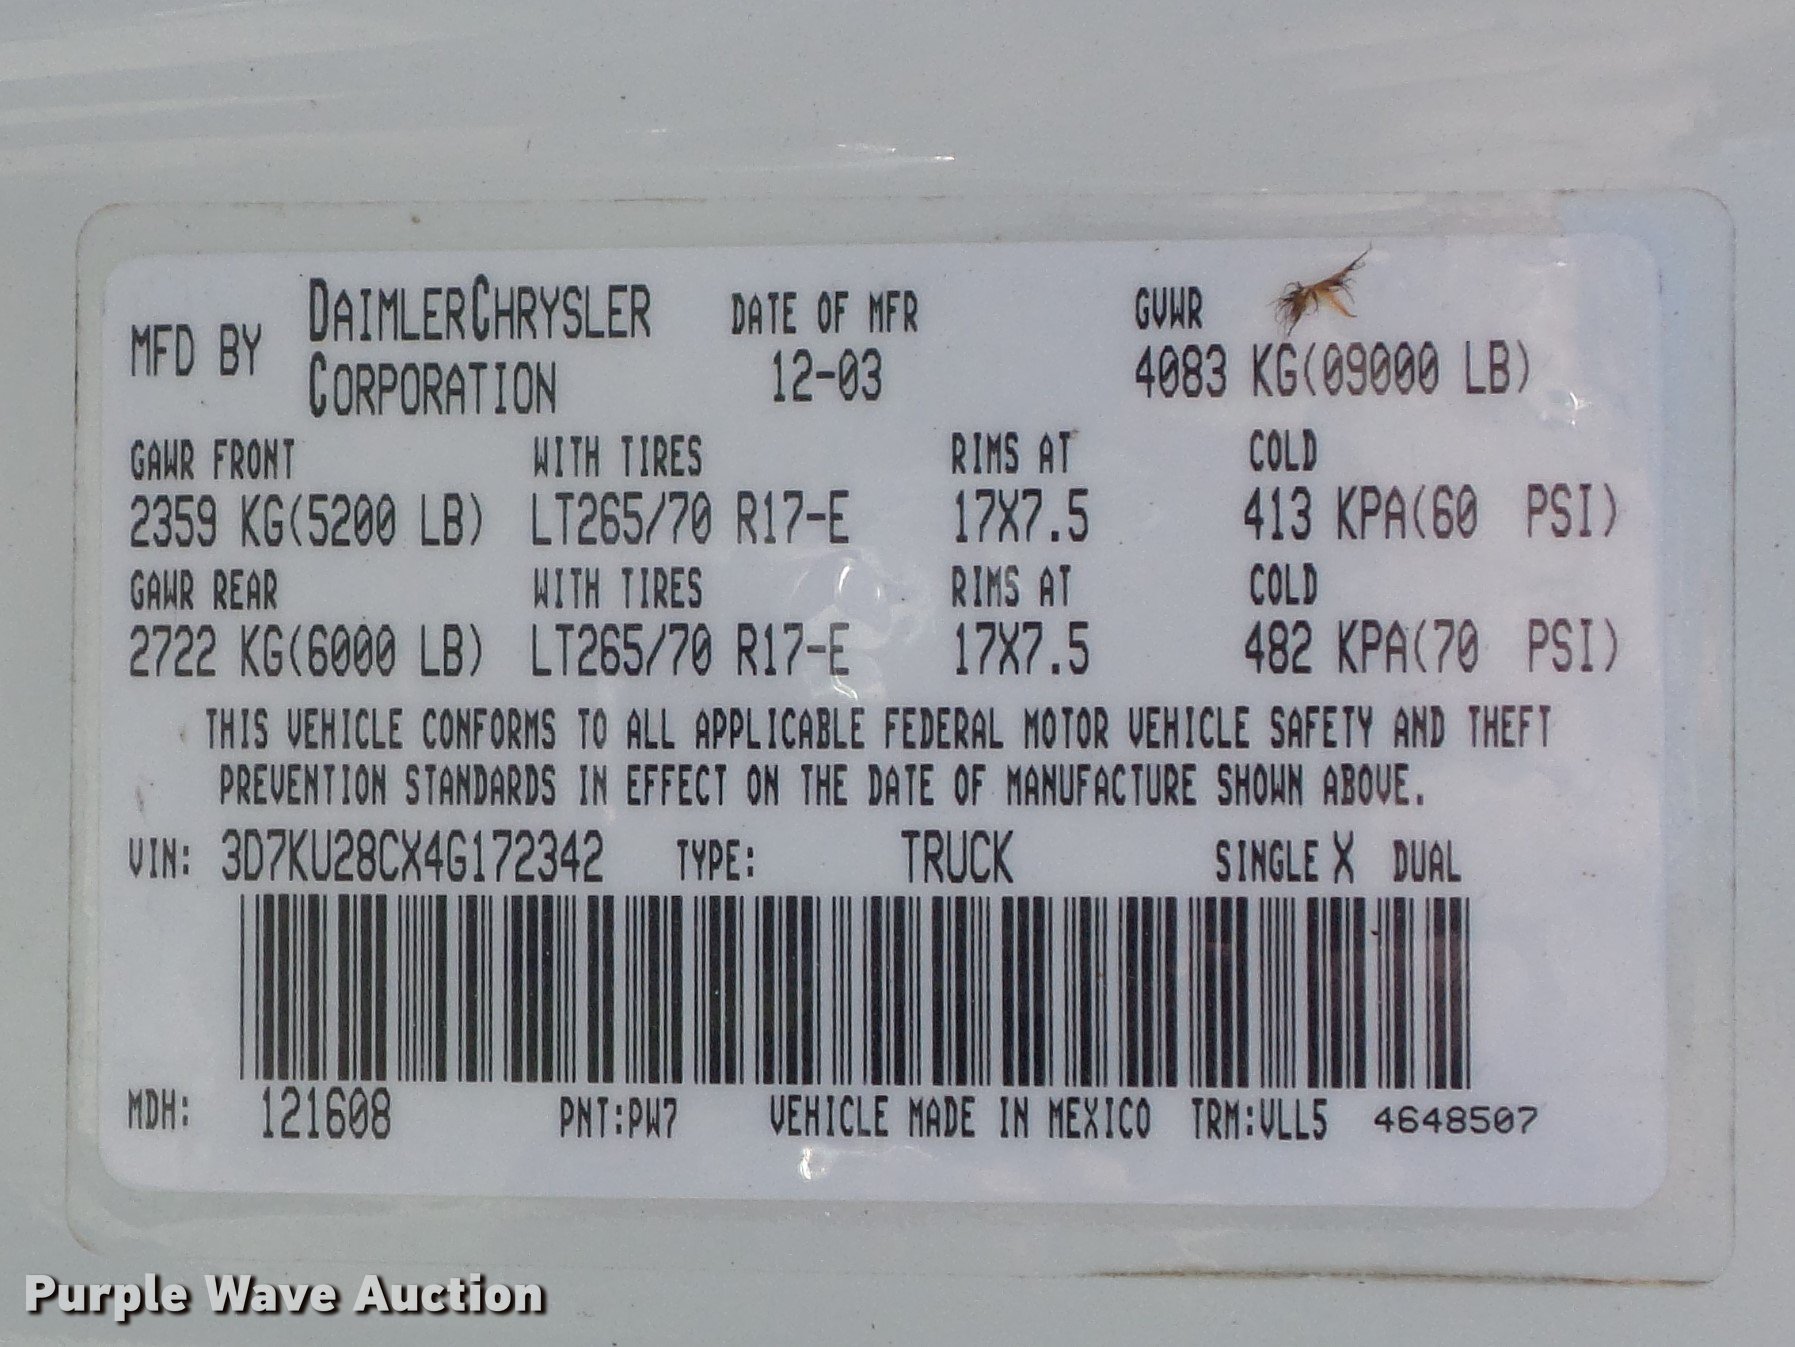 MFD BY DAIMLERCHRYSLER CORPORATION DATE OF MFR 12-03 GVWR 4083 KG(09000 LB)
GAWR FRONT WITH TIRES RIMS AT COLD
2359 KG(5200 LB) LT265/70 R17-E 17X7.5 413 KPA(60 PSI)
GAWR REAR WITH TIRES RIMS AT COLD
2722 KG(6000 LB) LT265/70 R17-E 17X7.5 482 KPA(70 PSI)
THIS VEHICLE CONFORMS TO ALL APPLICABLE FEDERAL MOTOR VEHICLE SAFETY AND THEFT
PREVENTION STANDARDS IN EFFECT ON THE DATE OF MANUFACTURE SHOWN ABOVE.
VIN: 3D7KU28CX4G172342 TYPE: TRUCK SINGLE X DUAL
MDH: 121608 PNT:PW7 VEHICLE MADE IN MEXICO TRM:VLL5 4648507
Purple Wave Auction